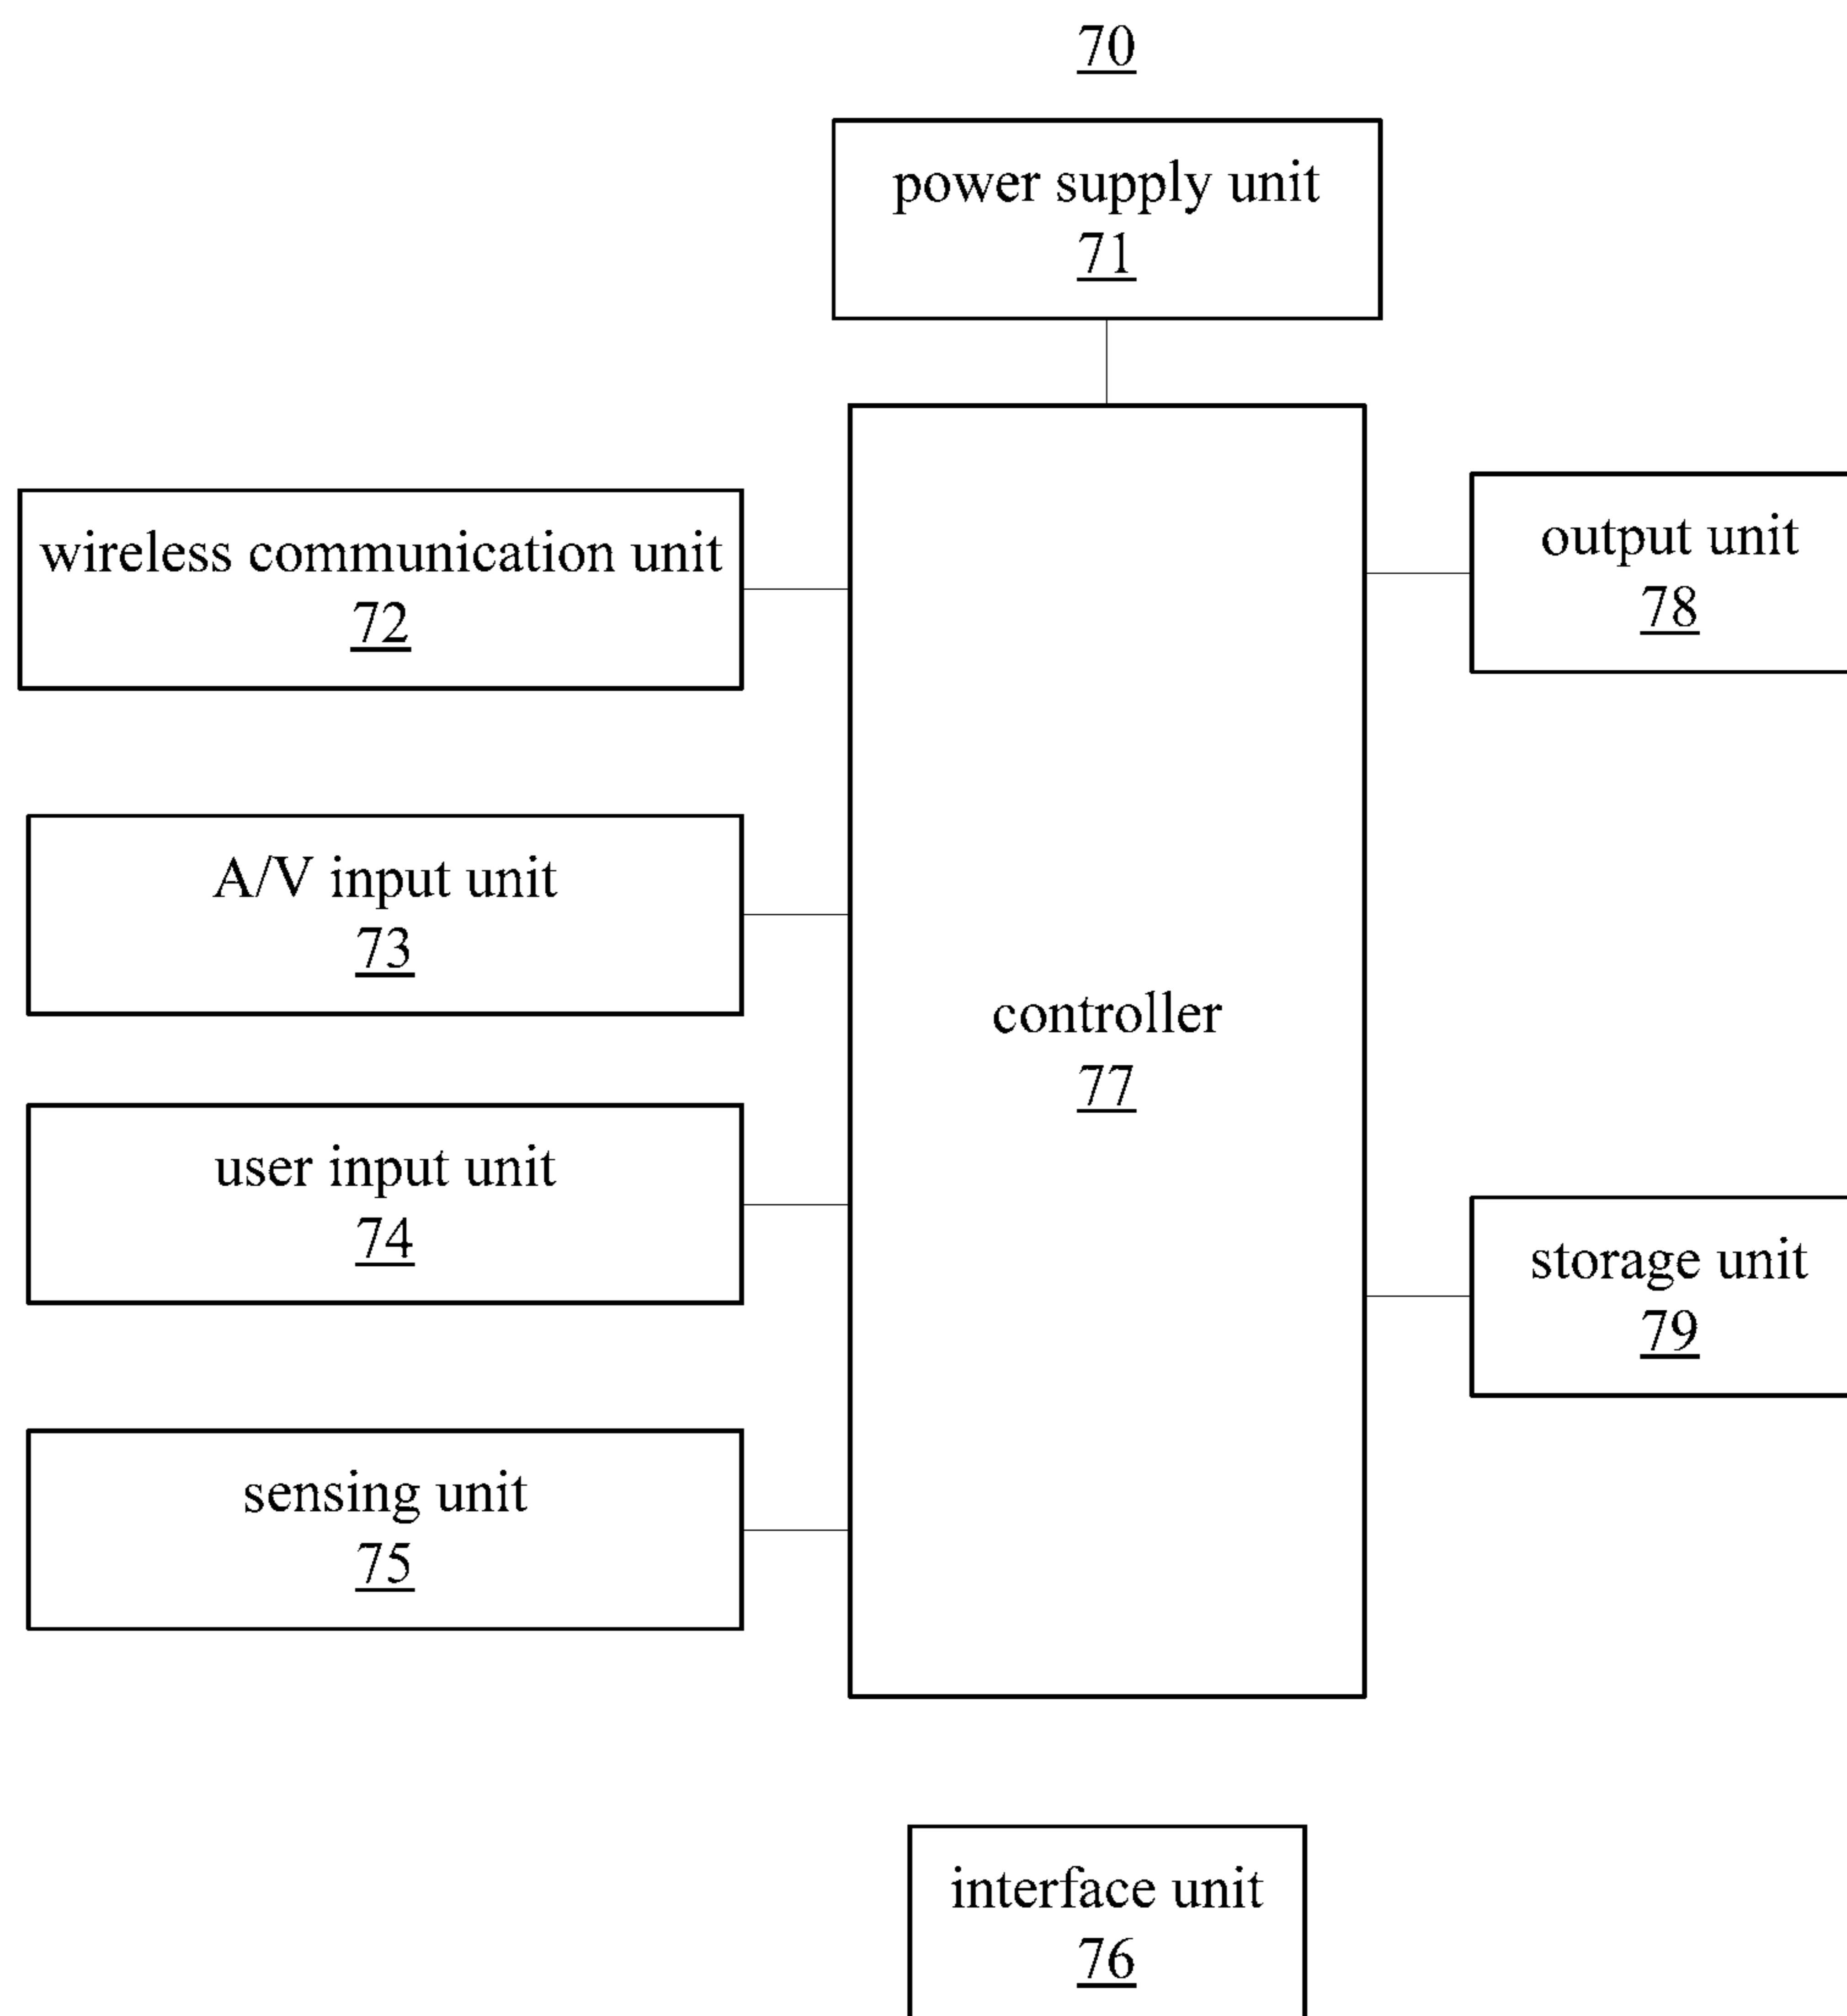 70
power supply unit
71
wireless communication unit
72
output unit
78
A/V input unit
73
controller
77
user input unit
74
storage unit
79
sensing unit
75
interface unit
76